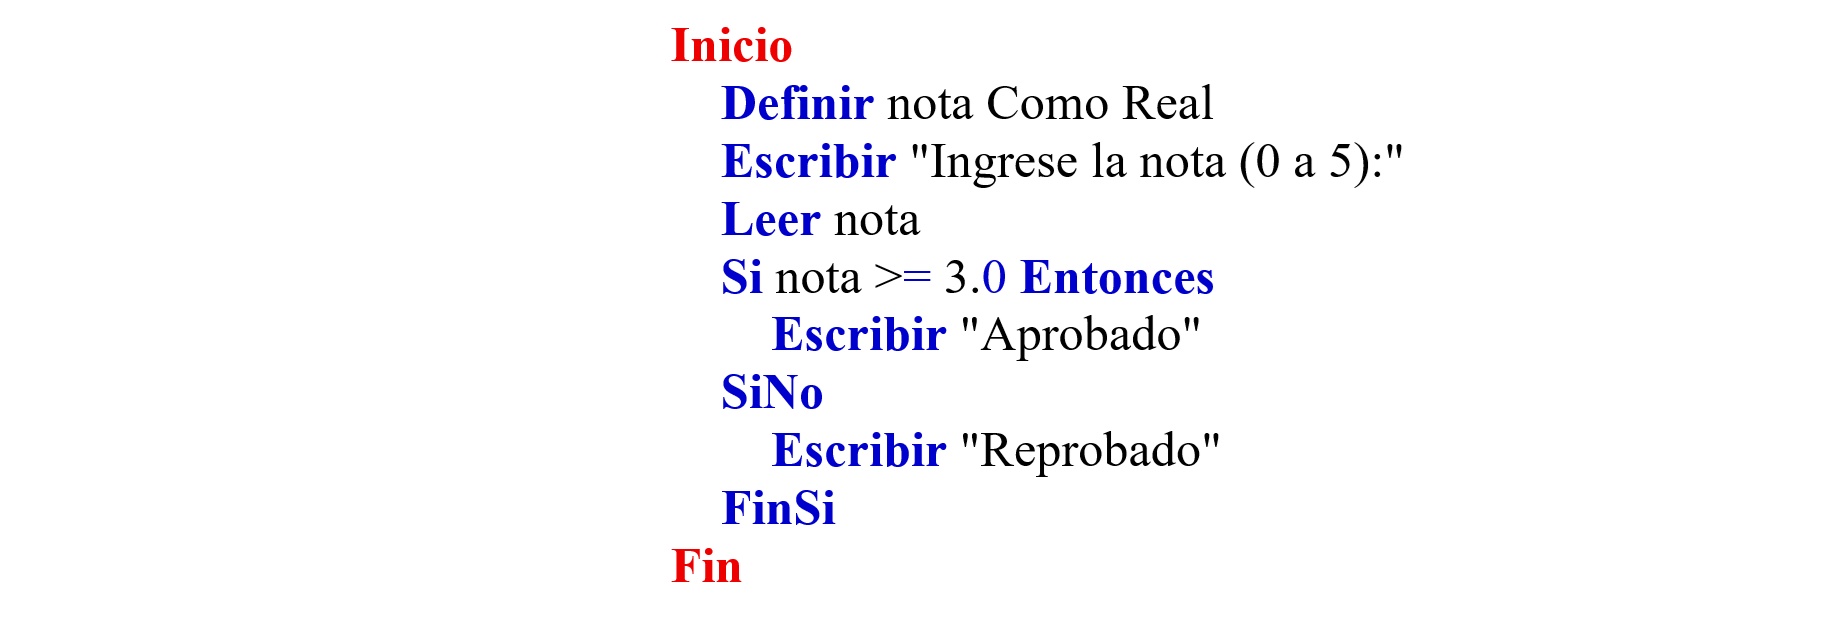 Inicio
Definir nota Como Real
Escribir "Ingrese la nota (0 a 5):"
Leer nota
Si nota >= 3.0 Entonces
Escribir "Aprobado"
SiNo
Escribir "Reprobado"
FinSi
Fin